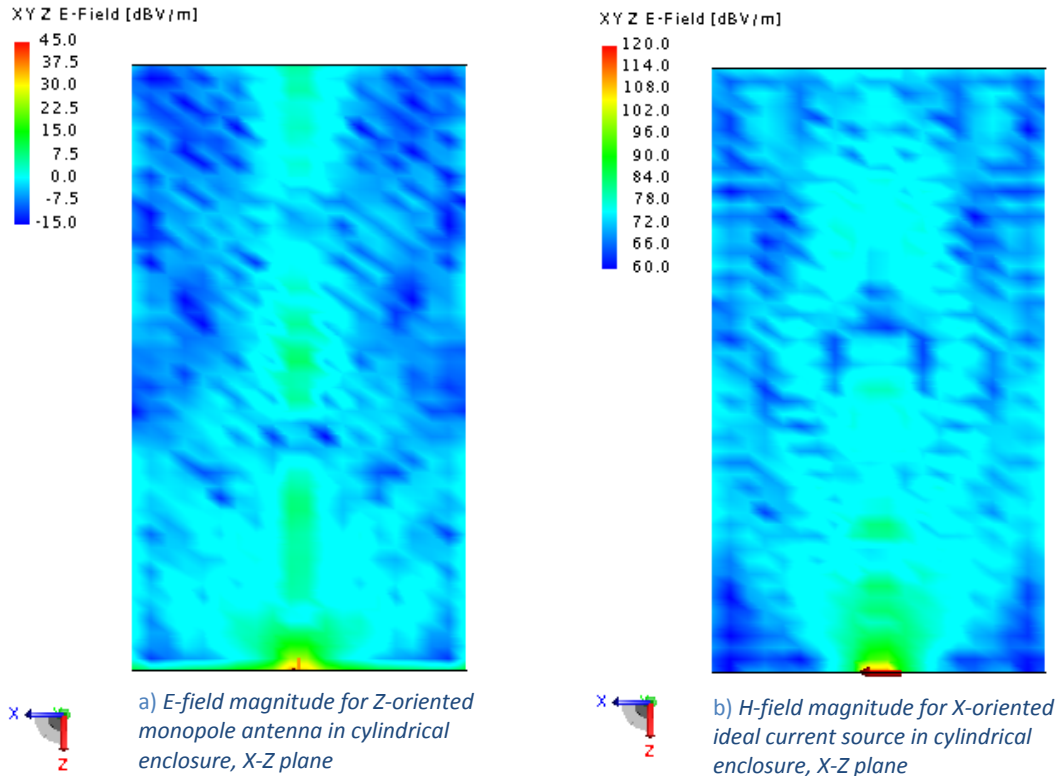 XYZ E-Field [dBV/m]
45.0
37.5
30.0
22.5
15.0
7.5
0.0
-7.5
-15.0
X
Z
a) E-field magnitude for Z-oriented
monopole antenna in cylindrical
enclosure, X-Z plane
XYZ E-Field [dBV/m]
120.0
114.0
108.0
102.0
96.0
90.0
84.0
78.0
72.0
66.0
60.0
X
Z
b) H-field magnitude for X-oriented
ideal current source in cylindrical
enclosure, X-Z plane